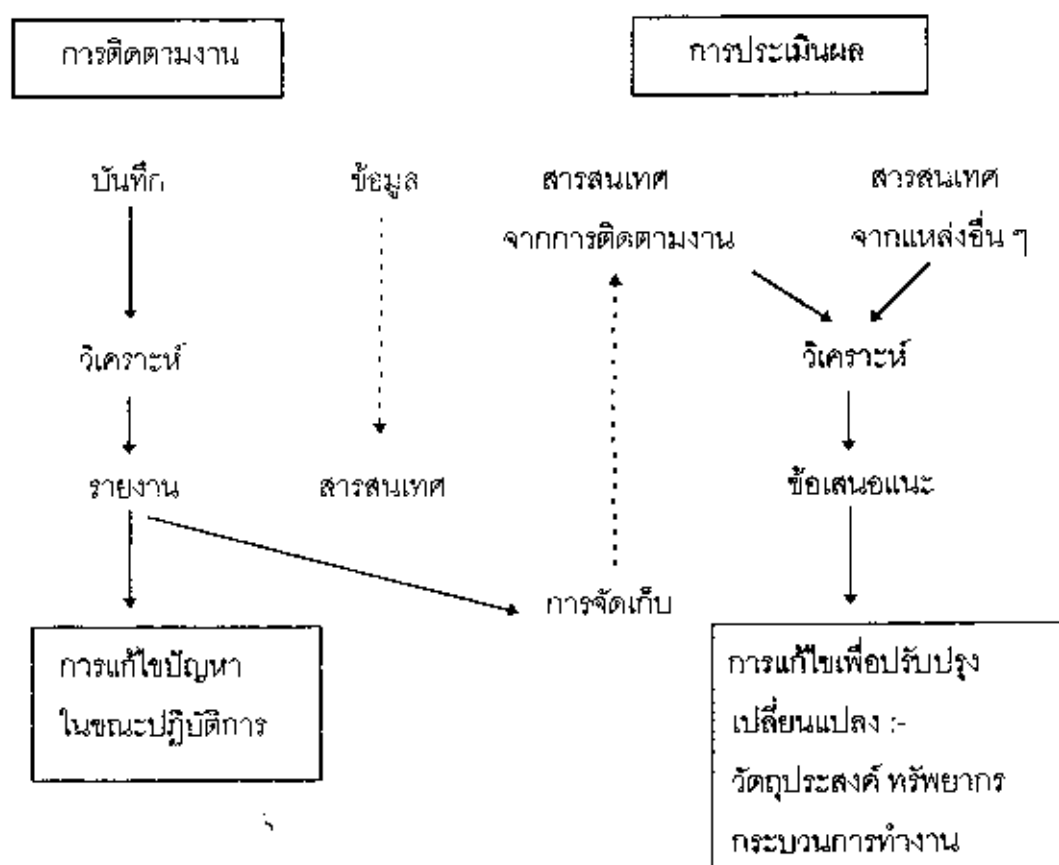 การติดตามงาน
การประเมินผล
บันทึก
ข้อมูล
สารสนเทศ
สารสนเทศ
จากการติดตามงาน
จากแหล่งอื่น ๆ
วิเคราะห์
วิเคราะห์
รายงาน
สารสนเทศ
ข้อเสนอแนะ
การจัดเก็บ
การแก้ไขปัญหา
ในขณะปฏิบัติการ
การแก้ไขเพื่อปรับปรุง
เปลี่ยนแปลง :-
วัตถุประสงค์ ทรัพยากร
กระบวนการทำงาน